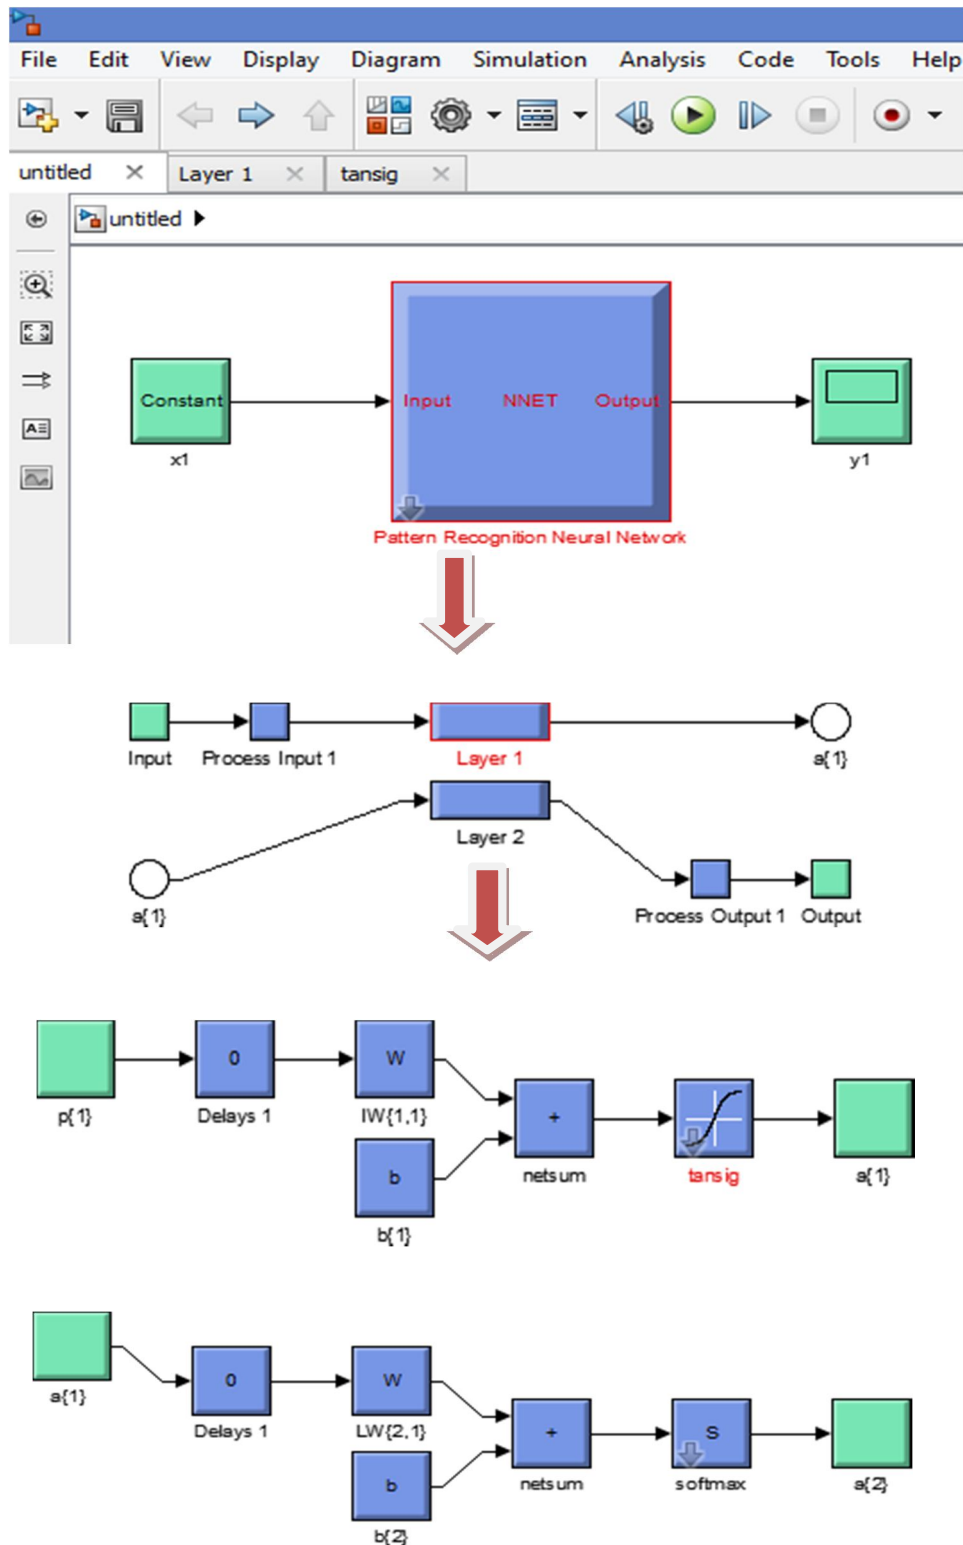 File Edit View Display Diagram Simulation Analysis Code Tools Help
untitled Layer 1 tansig
untitled
Constant Input NNET Output
x1 y1
Pattern Recognition Neural Network
Input Process Input 1 Layer 1 a{1}
Layer 2
a{1} Process Output 1 Output
0 W
p{1} Delays 1 IW{1,1}
+
b netsum tansig a{1}
b{1}
a{1} 0 W
Delays 1 LW{2,1}
+ S
b netsum softmax a{2}
b{2}